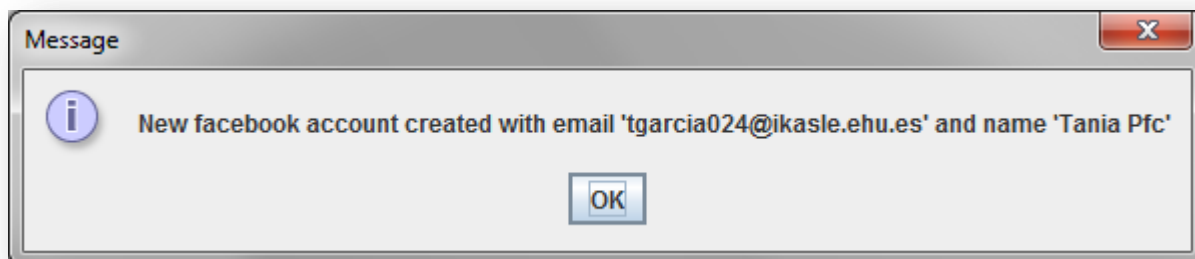 Message
New facebook account created with email 'tgarcia024@ikasle.ehu.es' and name 'Tania Pfc'
OK